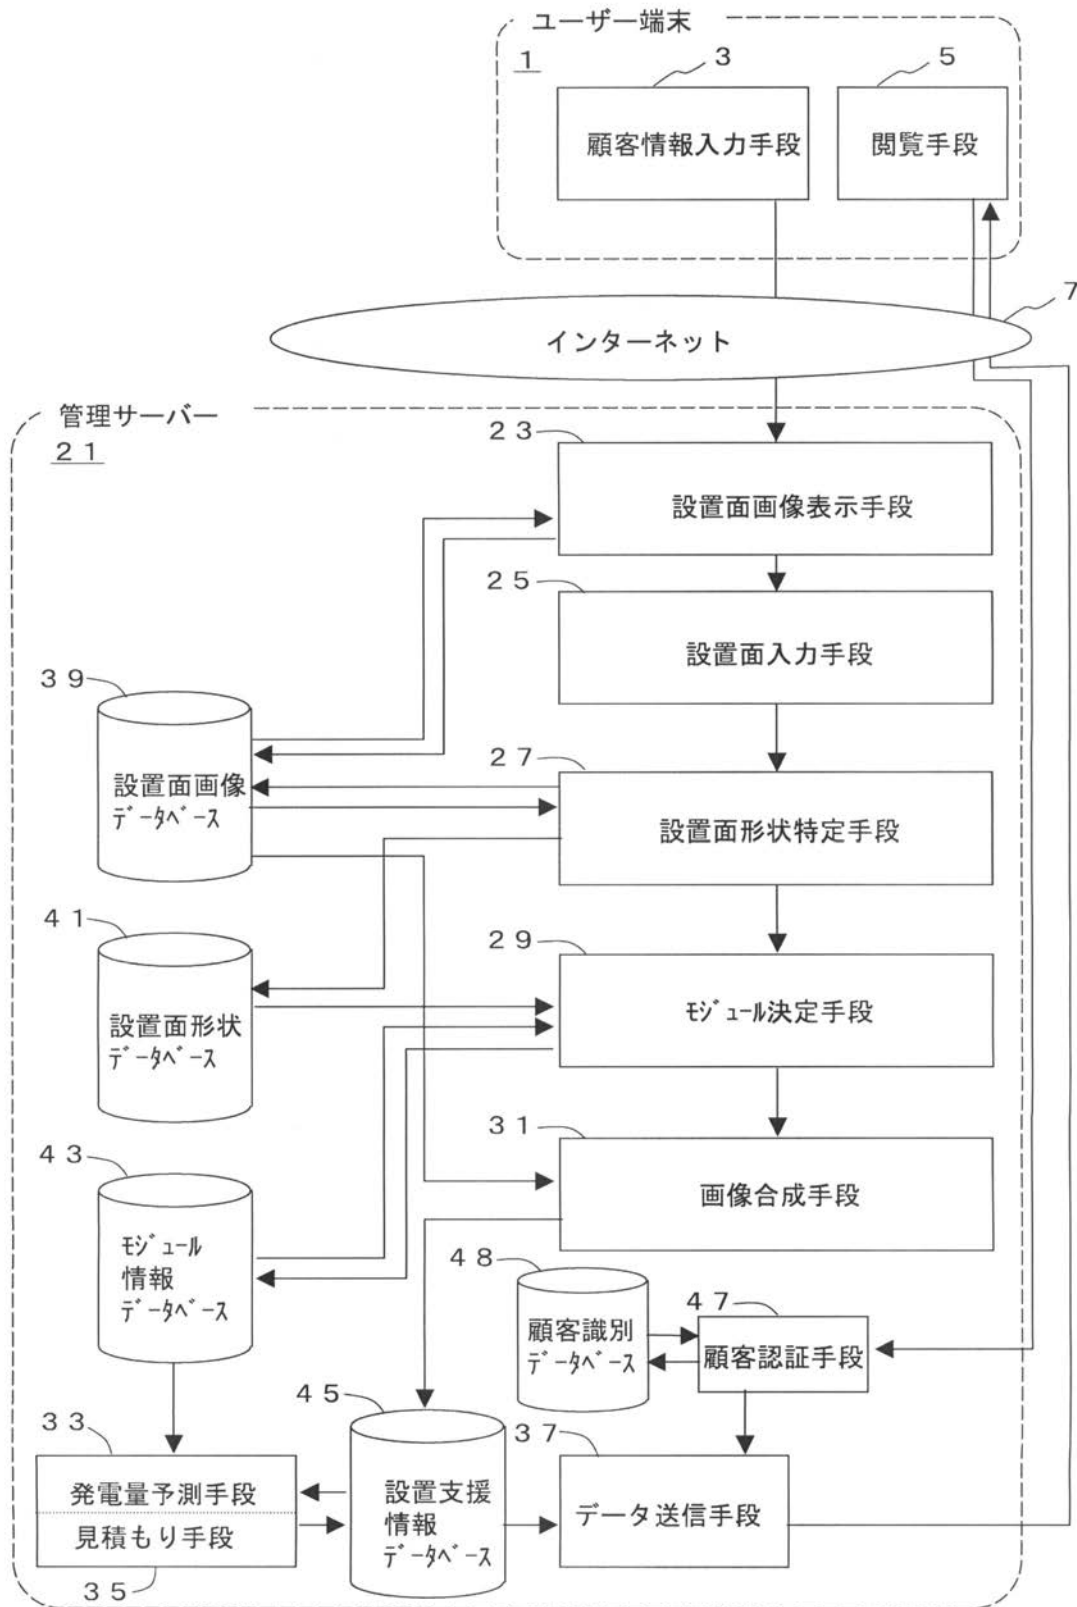 ユーザー端末
1
3
5
顧客情報入力手段
閲覧手段
7
インターネット
管理サーバー
21
23
設置面画像表示手段
25
設置面入力手段
39
設置面画像
データベース
27
設置面形状特定手段
41
設置面形状
データベース
29
モジュール決定手段
43
モジュール
情報
データベース
31
画像合成手段
48
顧客識別
データベース
47
顧客認証手段
45
設置支援
情報
データベース
33
発電量予測手段
見積もり手段
35
37
データ送信手段